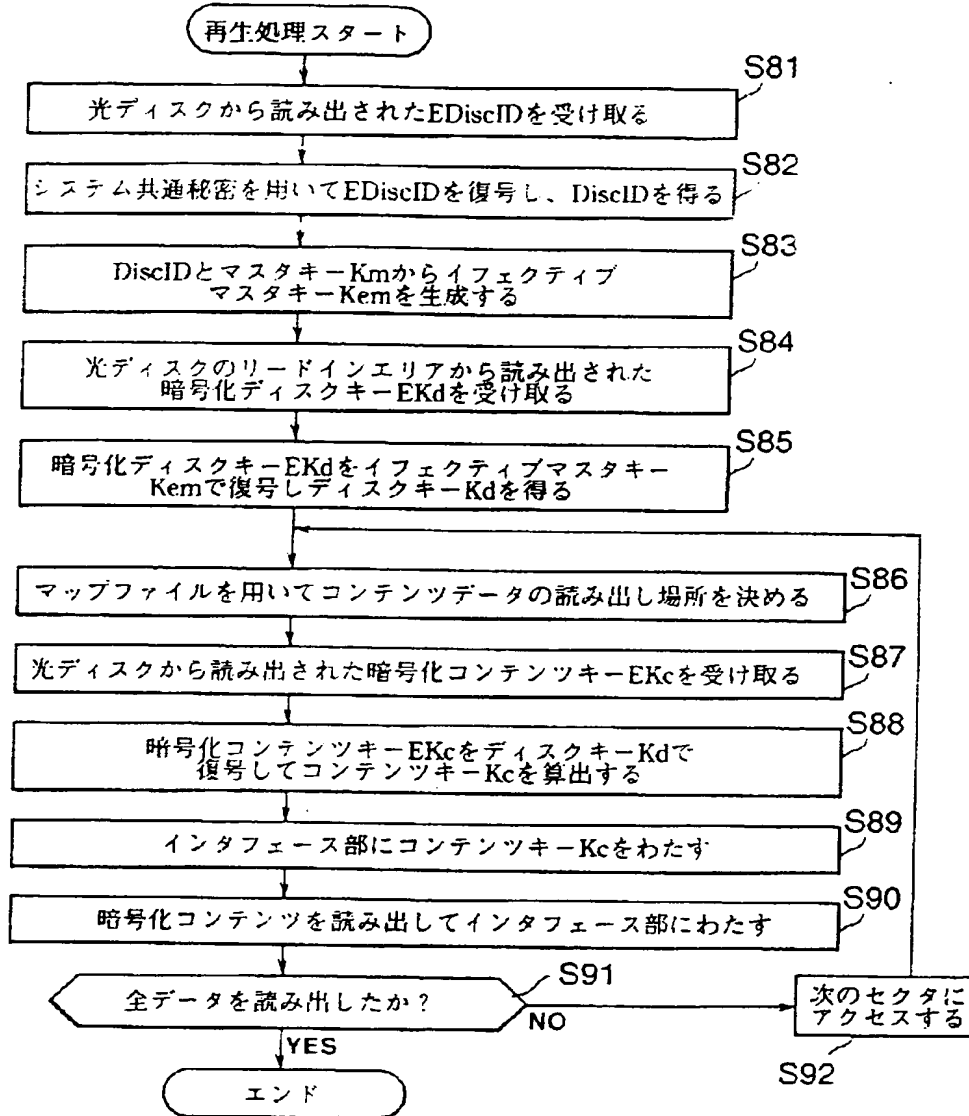 再生処理スタート
S81
光ディスクから読み出されたEDiscIDを受け取る
S82
システム共通秘密を用いてEDiscIDを復号し、DiscIDを得る
S83
DiscIDとマスタキーKmからイフェクティブ
マスタキーKemを生成する
S84
光ディスクのリードインエリアから読み出された
暗号化ディスクキーEKdを受け取る
S85
暗号化ディスクキーEKdをイフェクティブマスタキー
Kemで復号しディスクキーKdを得る
S86
マップファイルを用いてコンテンツデータの読み出し場所を決める
S87
光ディスクから読み出された暗号化コンテンツキーEKcを受け取る
S88
暗号化コンテンツキーEKcをディスクキーKdで
復号してコンテンツキーKcを算出する
S89
インタフェース部にコンテンツキーKcをわたす
S90
暗号化コンテンツを読み出してインタフェース部にわたす
S91
全データを読み出したか?
NO
次のセクタに
アクセスする
S92
YES
エンド